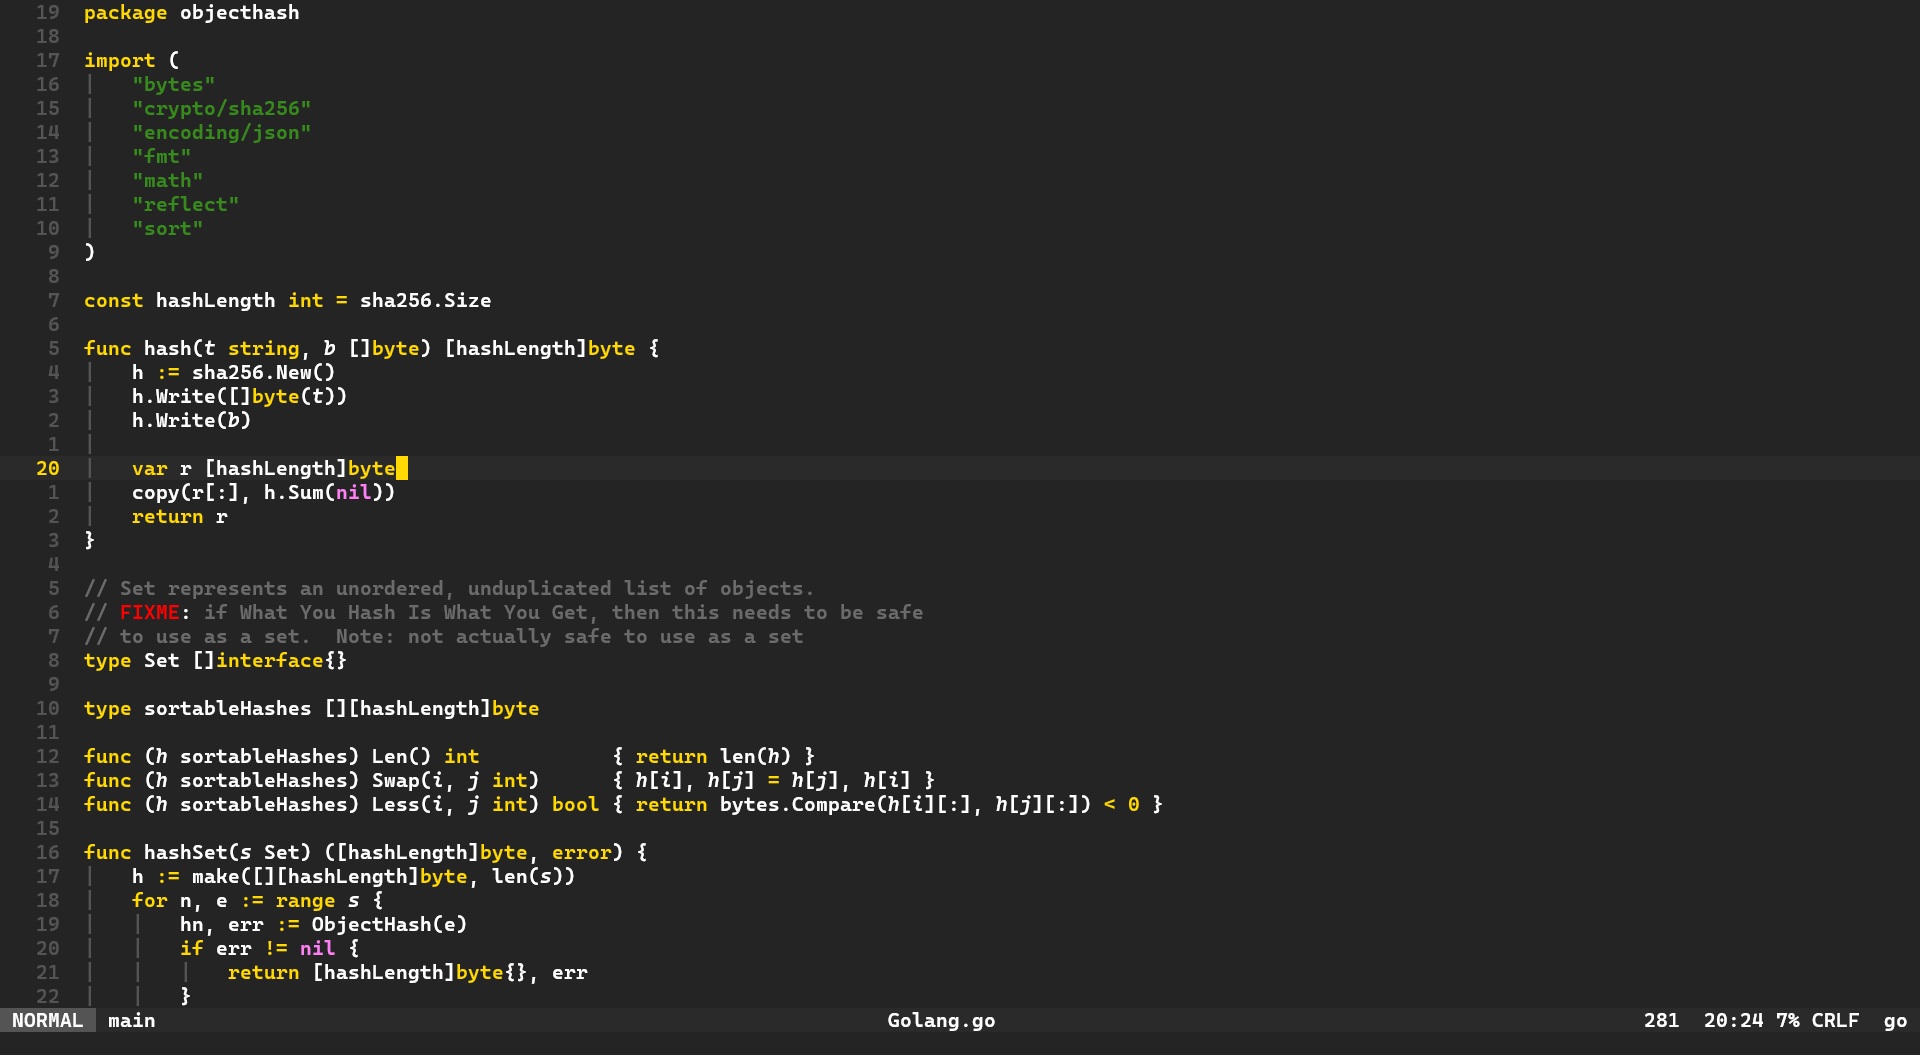 19 package objecthash
18
17 import (
16     "bytes"
15     "crypto/sha256"
14     "encoding/json"
13     "fmt"
12     "math"
11     "reflect"
10     "sort"
9 )
8
7 const hashLength int = sha256.Size
6
5 func hash(t string, b []byte) [hashLength]byte {
4     h := sha256.New()
3     h.Write([]byte(t))
2     h.Write(b)
1
20     var r [hashLength]byte
1     copy(r[:], h.Sum(nil))
2     return r
3 }
4
5 // Set represents an unordered, unduplicated list of objects.
6 // FIXME: if What You Hash Is What You Get, then this needs to be safe
7 // to use as a set.  Note: not actually safe to use as a set
8 type Set []interface{}
9
10 type sortableHashes [][hashLength]byte
11
12 func (h sortableHashes) Len() int           { return len(h) }
13 func (h sortableHashes) Swap(i, j int)      { h[i], h[j] = h[j], h[i] }
14 func (h sortableHashes) Less(i, j int) bool { return bytes.Compare(h[i][:], h[j][:]) < 0 }
15
16 func hashSet(s Set) ([hashLength]byte, error) {
17     h := make([][hashLength]byte, len(s))
18     for n, e := range s {
19         hn, err := ObjectHash(e)
20         if err != nil {
21             return [hashLength]byte{}, err
22         }
NORMAL main Golang.go 281 20:24 7% CRLF go